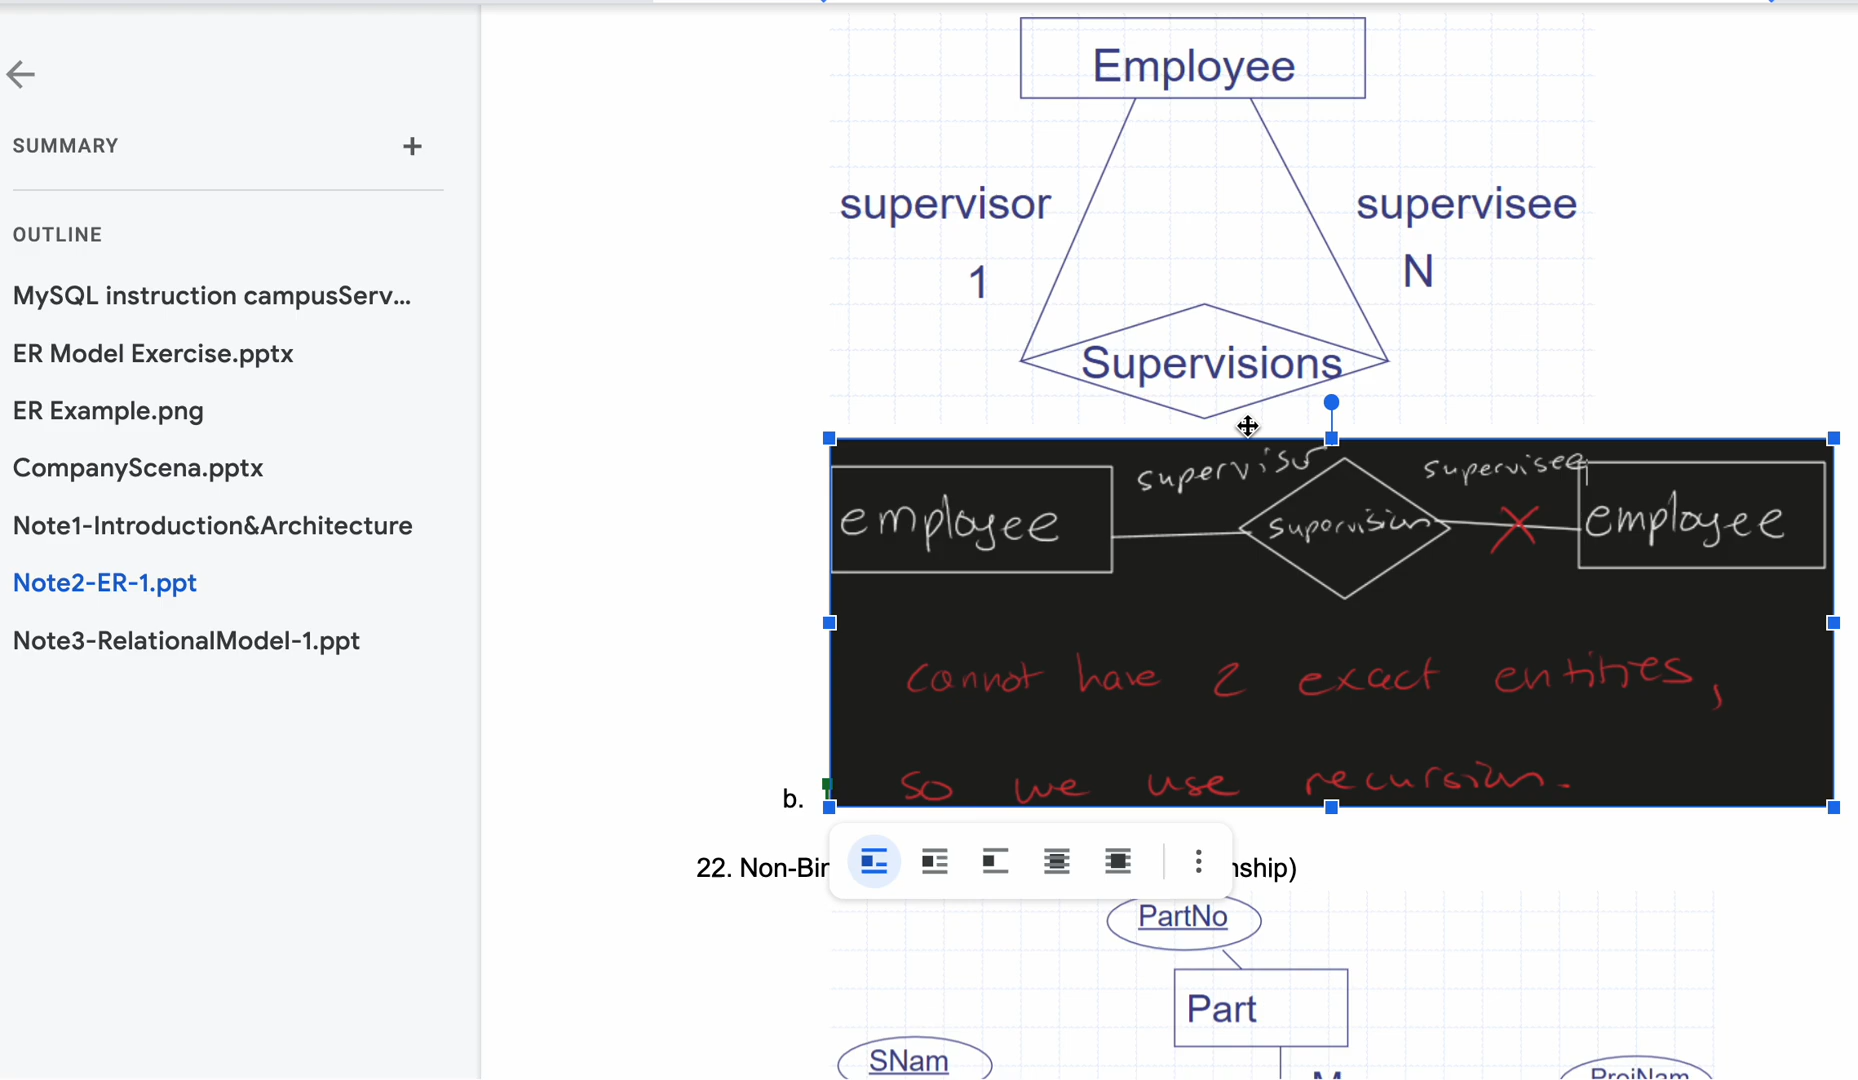 SUMMARY
OUTLINE
MySQL instruction campusServ...
ER Model Exercise.pptx
ER Example.png
CompanyScena.pptx
Note1-Introduction&Architecture
Note2-ER-1.ppt
Note3-RelationalModel-1.ppt
Employee
supervisor
supervisee
1
N
Supervisions
supervisor
supervisee
employee
supervision
employee
cannot have 2 exact entities,
so we use recursion.
b.
22. Non-Bin
nship)
PartNo
Part
SNam
M
ProjNam